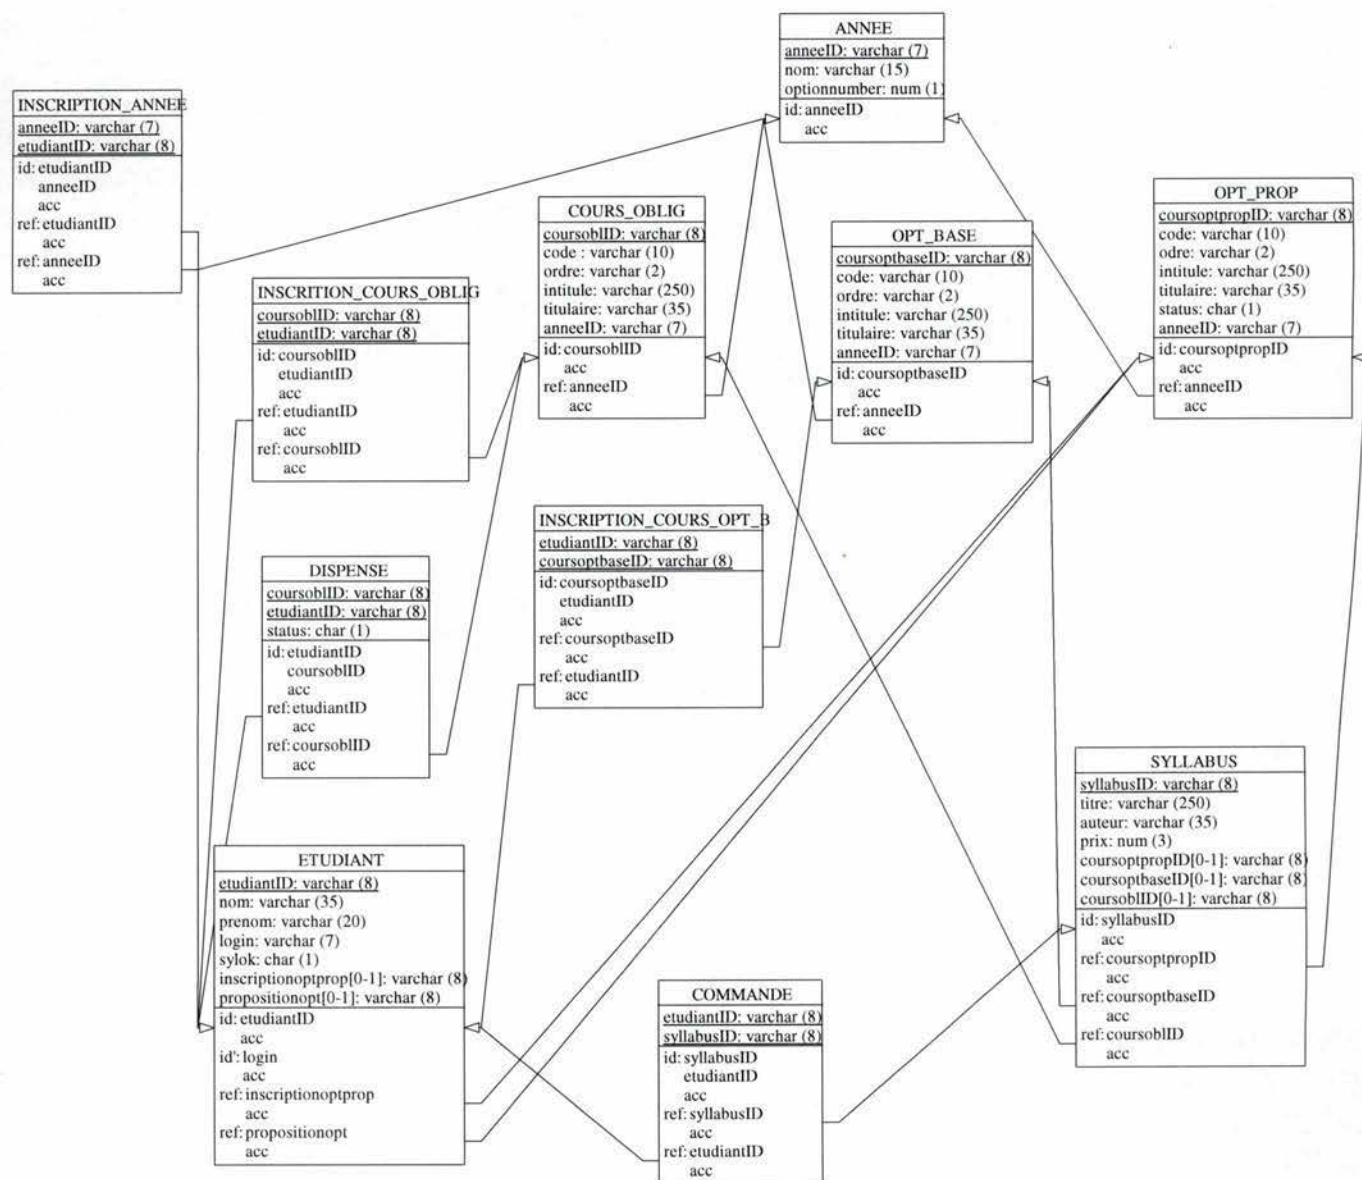 ANNEE
anneeID: varchar (7)
nom: varchar (15)
optionnumber: num (1)
id: anneeID
acc
INSCRIPTION_ANNEE
anneeID: varchar (7)
etudiantID: varchar (8)
id: etudiantID
anneeID
acc
ref: etudiantID
acc
ref: anneeID
acc
COURS_OBLIG
coursoblID: varchar (8)
code : varchar (10)
ordre: varchar (2)
intitule: varchar (250)
titulaire: varchar (35)
anneeID: varchar (7)
id: coursoblID
acc
ref: anneeID
acc
OPT_BASE
coursoptbaseID: varchar (8)
code: varchar (10)
ordre: varchar (2)
intitule: varchar (250)
titulaire: varchar (35)
anneeID: varchar (7)
id: coursoptbaseID
acc
ref: anneeID
acc
OPT_PROP
coursoptpropID: varchar (8)
code: varchar (10)
odre: varchar (2)
intitule: varchar (250)
titulaire: varchar (35)
status: char (1)
anneeID: varchar (7)
id: coursoptpropID
acc
ref: anneeID
acc
INSCRITION_COURS_OBLIG
coursoblID: varchar (8)
etudiantID: varchar (8)
id: coursoblID
etudiantID
acc
ref: etudiantID
acc
ref: coursoblID
acc
INSCRIPTION_COURS_OPT_B
etudiantID: varchar (8)
coursoptbaseID: varchar (8)
id: coursoptbaseID
etudiantID
acc
ref: coursoptbaseID
acc
ref: etudiantID
acc
DISPENSE
coursoblID: varchar (8)
etudiantID: varchar (8)
status: char (1)
id: etudiantID
coursoblID
acc
ref: etudiantID
acc
ref: coursoblID
acc
SYLLABUS
syllabusID: varchar (8)
titre: varchar (250)
auteur: varchar (35)
prix: num (3)
coursoptpropID[0-1]: varchar (8)
coursoptbaseID[0-1]: varchar (8)
coursoblID[0-1]: varchar (8)
id: syllabusID
acc
ref: coursoptpropID
acc
ref: coursoptbaseID
acc
ref: coursoblID
acc
ETUDIANT
etudiantID: varchar (8)
nom: varchar (35)
prenom: varchar (20)
login: varchar (7)
sylok: char (1)
inscriptionoptprop[0-1]: varchar (8)
propositionopt[0-1]: varchar (8)
id: etudiantID
acc
id': login
acc
ref: inscriptionoptprop
acc
ref: propositionopt
acc
COMMANDE
etudiantID: varchar (8)
syllabusID: varchar (8)
id: syllabusID
etudiantID
acc
ref: syllabusID
acc
ref: etudiantID
acc